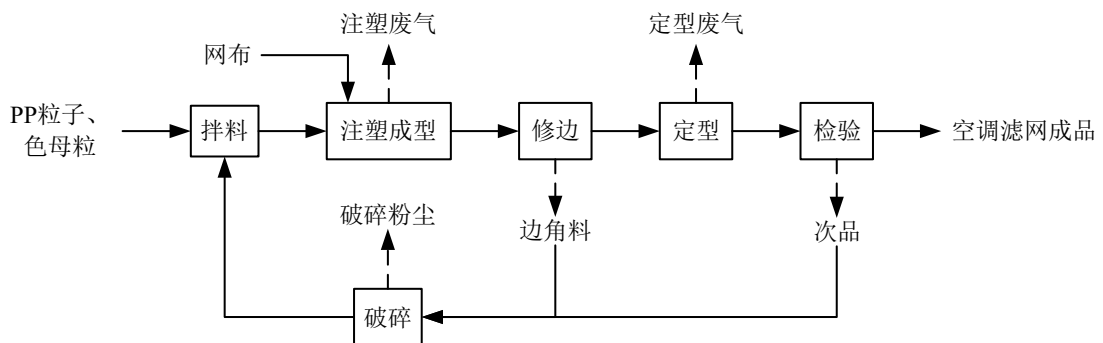 注塑废气
定型废气
网布
PP粒子、
色母粒
拌料
注塑成型
修边
定型
检验
空调滤网成品
破碎粉尘
边角料
次品
破碎